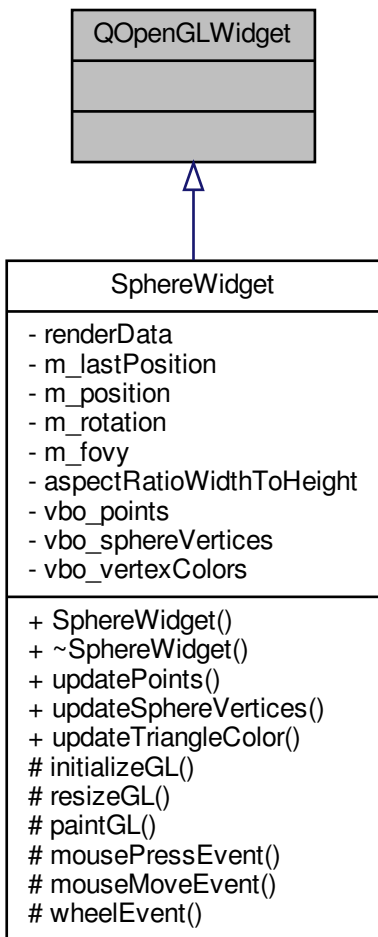 QOpenGLWidget
SphereWidget
- renderData
- m_lastPosition
- m_position
- m_rotation
- m_fovy
- aspectRatioWidthToHeight
- vbo_points
- vbo_sphereVertices
- vbo_vertexColors
+ SphereWidget()
+ ~SphereWidget()
+ updatePoints()
+ updateSphereVertices()
+ updateTriangleColor()
# initializeGL()
# resizeGL()
# paintGL()
# mousePressEvent()
# mouseMoveEvent()
# wheelEvent()